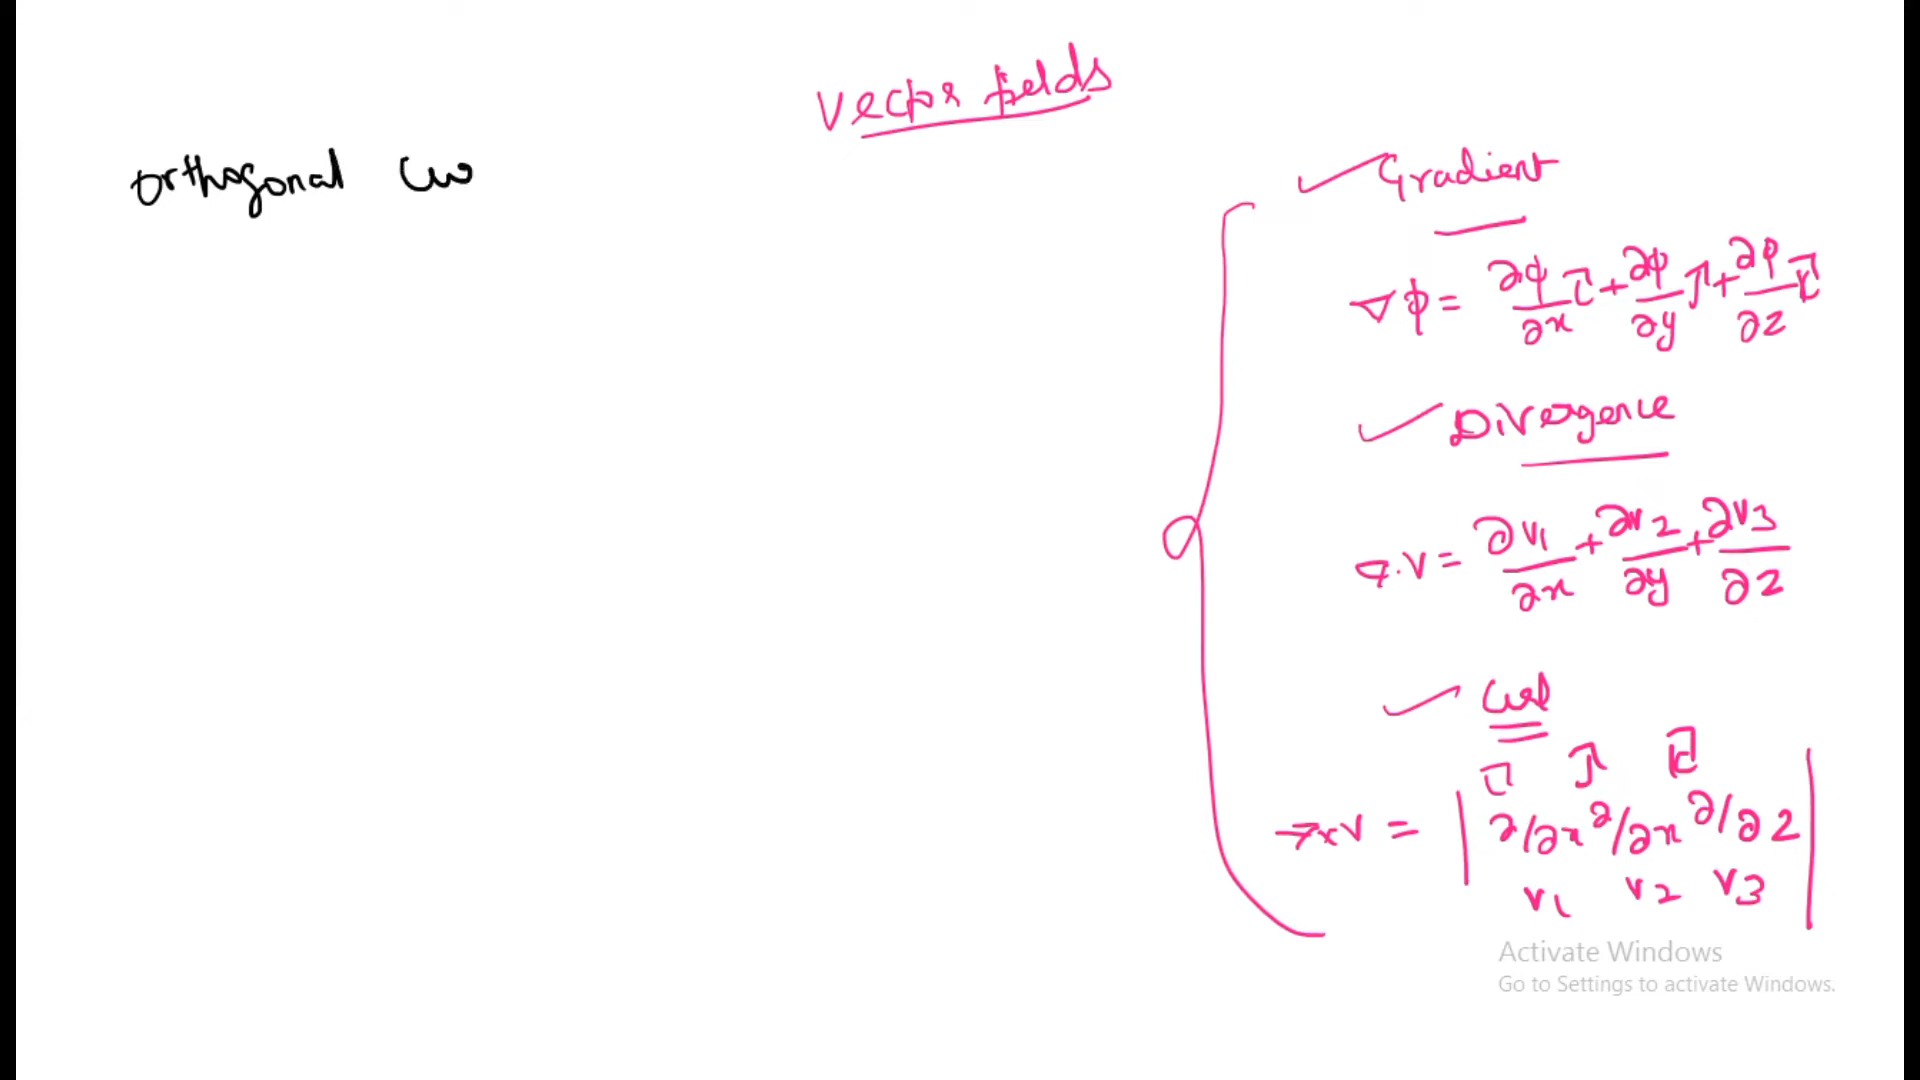 Vector fields
orthogonal Cu
✓ Gradient
∇φ = ∂φ/∂x i + ∂φ/∂y j + ∂φ/∂z k
✓ Divergence
∇.V = ∂V1/∂x + ∂V2/∂y + ∂V3/∂z
✓ Curl
i j k
∇xV = | ∂/∂x ∂/∂x ∂/∂z |
V1 V2 V3
Activate Windows
Go to Settings to activate Windows.